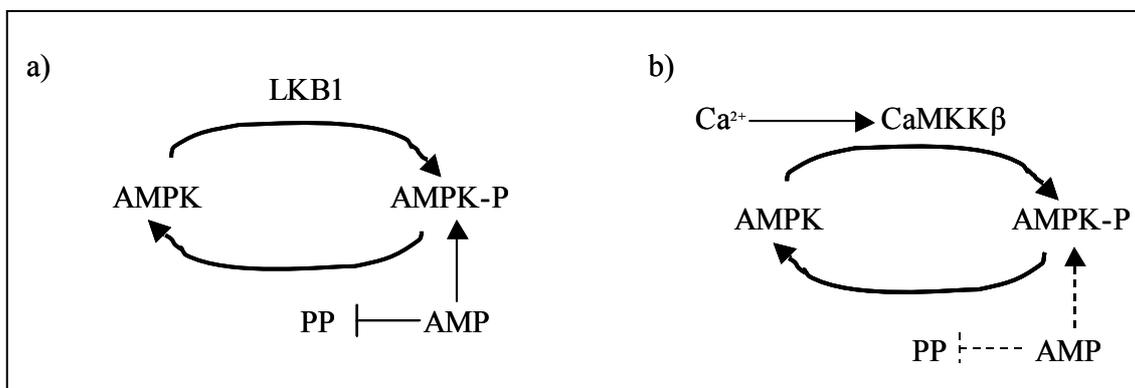 a)
LKB1
AMPK
AMPK-P
PP
AMP
b)
Ca²⁺
CaMKKβ
AMPK
AMPK-P
PP
AMP